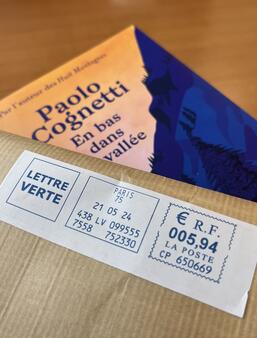 Par l'auteur des Huit Montagnes
Paolo
Cognetti
En bas
dans
vallée
LETTRE
VERTE
PARIS
75
21 05 24
438 LV 099555
7558 752330
€ R.F.
005,94
LA POSTE
CP 650669